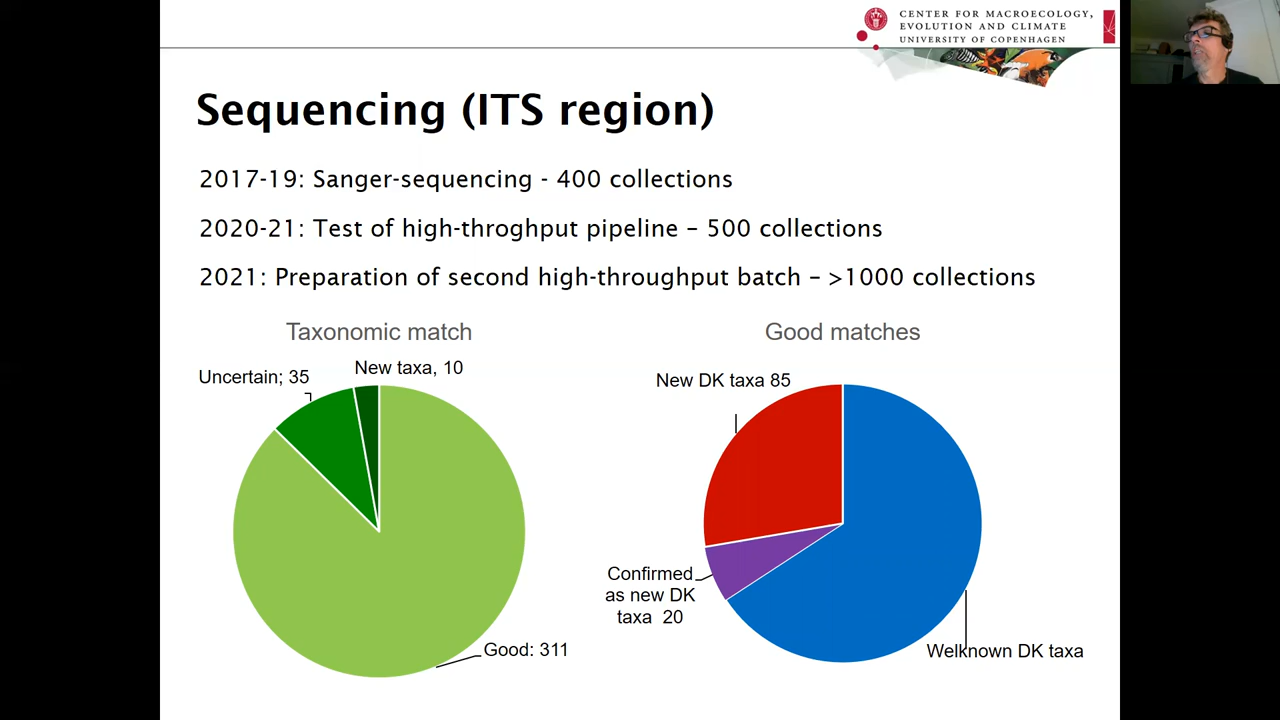 CENTER FOR MACROECOLOGY,
EVOLUTION AND CLIMATE
UNIVERSITY OF COPENHAGEN
Sequencing (ITS region)
2017-19: Sanger-sequencing - 400 collections
2020-21: Test of high-throghput pipeline – 500 collections
2021: Preparation of second high-throughput batch – >1000 collections
Taxonomic match
Uncertain; 35
New taxa, 10
Good: 311
Good matches
New DK taxa 85
Confirmed
as new DK
taxa 20
Welknown DK taxa